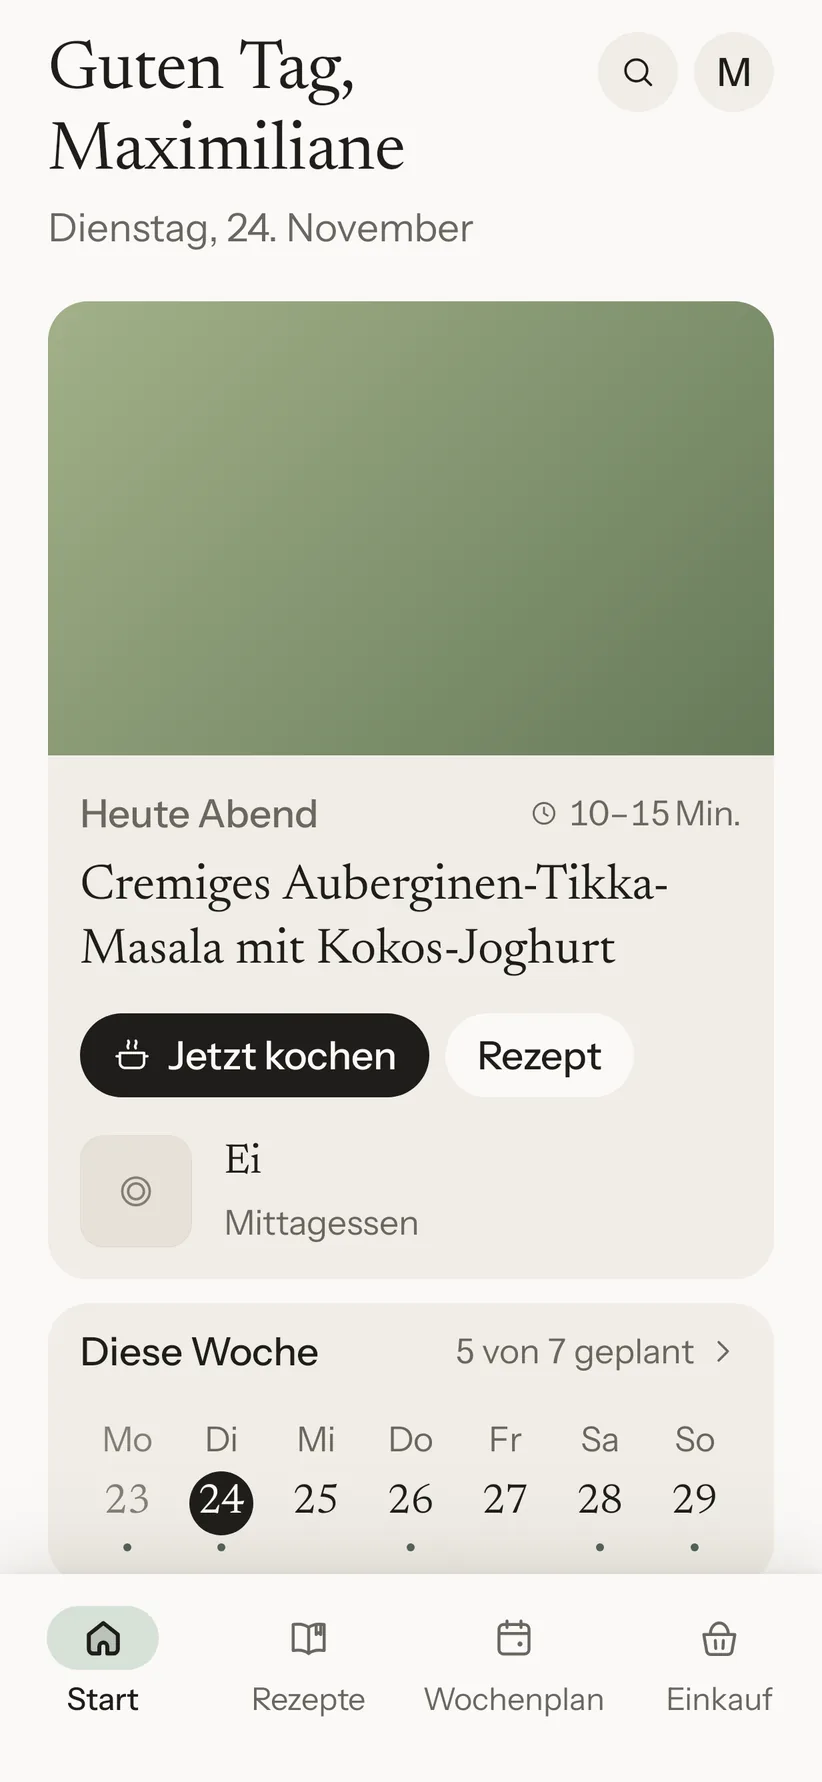 Guten Tag,
Maximiliane
M
Dienstag, 24. November
Heute Abend
10–15 Min.
Cremiges Auberginen-Tikka-
Masala mit Kokos-Joghurt
Jetzt kochen
Rezept
Ei
Mittagessen
Diese Woche
5 von 7 geplant
Mo Di Mi Do Fr Sa So
23 24 25 26 27 28 29
Start Rezepte Wochenplan Einkauf